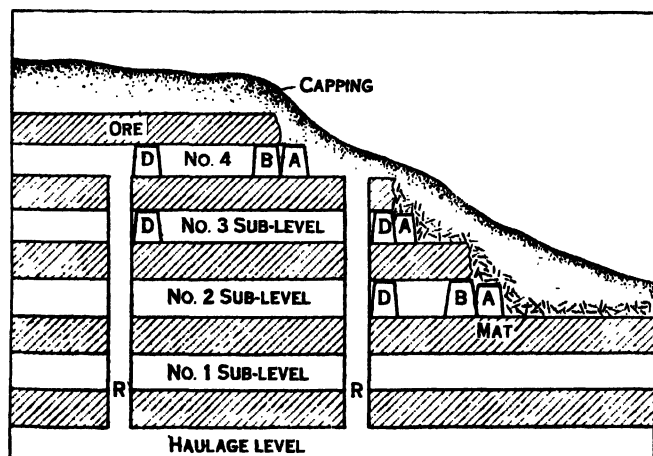 CAPPING
ORE
D No. 4 B A
D No. 3 SUB-LEVEL D A
No. 2 SUB-LEVEL D B A
MAT
No. 1 SUB-LEVEL
R R
HAULAGE LEVEL